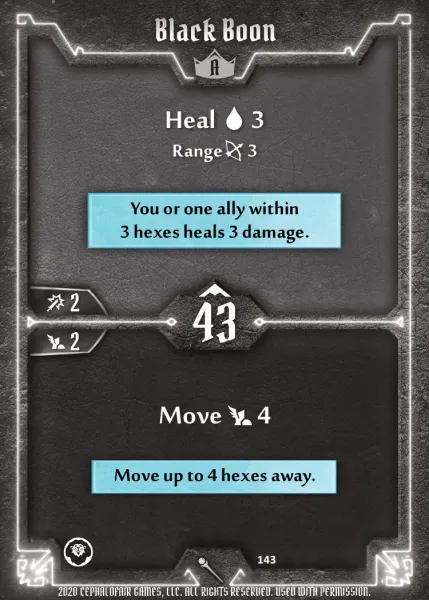 Black Boon
A
Heal 3
Range 3
You or one ally within
3 hexes heals 3 damage.
2
43
2
Move 4
Move up to 4 hexes away.
143
2020 CEPHALOFAIR GAMES, LLC. ALL RIGHTS RESERVED. USED WITH PERMISSION.